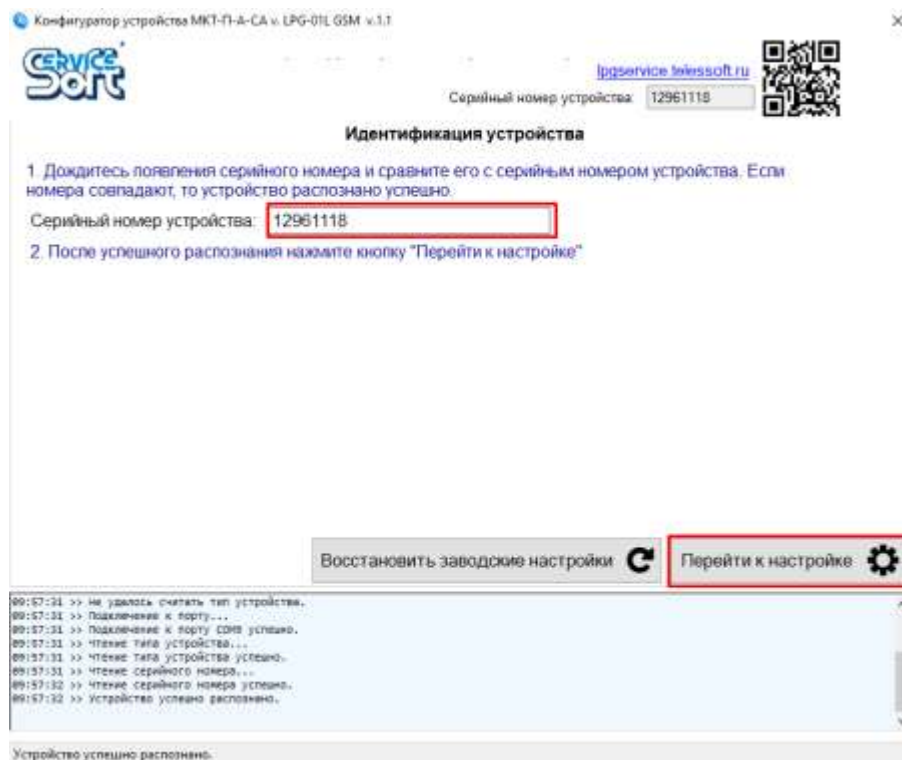 Конфигуратор устройства МКТ-П-А-СА v. LPG-01L GSM v.1.1
SERVICE
Soft
lpgservice.telessoft.ru
Серийный номер устройства: 12961118
Идентификация устройства
1. Дождитесь появления серийного номера и сравните его с серийным номером устройства. Если
номера совпадают, то устройство распознано успешно.
Серийный номер устройства: 12961118
2. После успешного распознания нажмите кнопку "Перейти к настройке"
Восстановить заводские настройки Перейти к настройке
09:57:31 >> Не удалось считать тип устройства.
09:57:31 >> Подключение к порту...
09:57:31 >> Подключение к порту COM9 успешно.
09:57:31 >> Чтение типа устройства...
09:57:31 >> Чтение типа устройства успешно.
09:57:31 >> Чтение серийного номера...
09:57:32 >> Чтение серийного номера успешно.
09:57:32 >> Устройство успешно распознано.
Устройство успешно распознано.